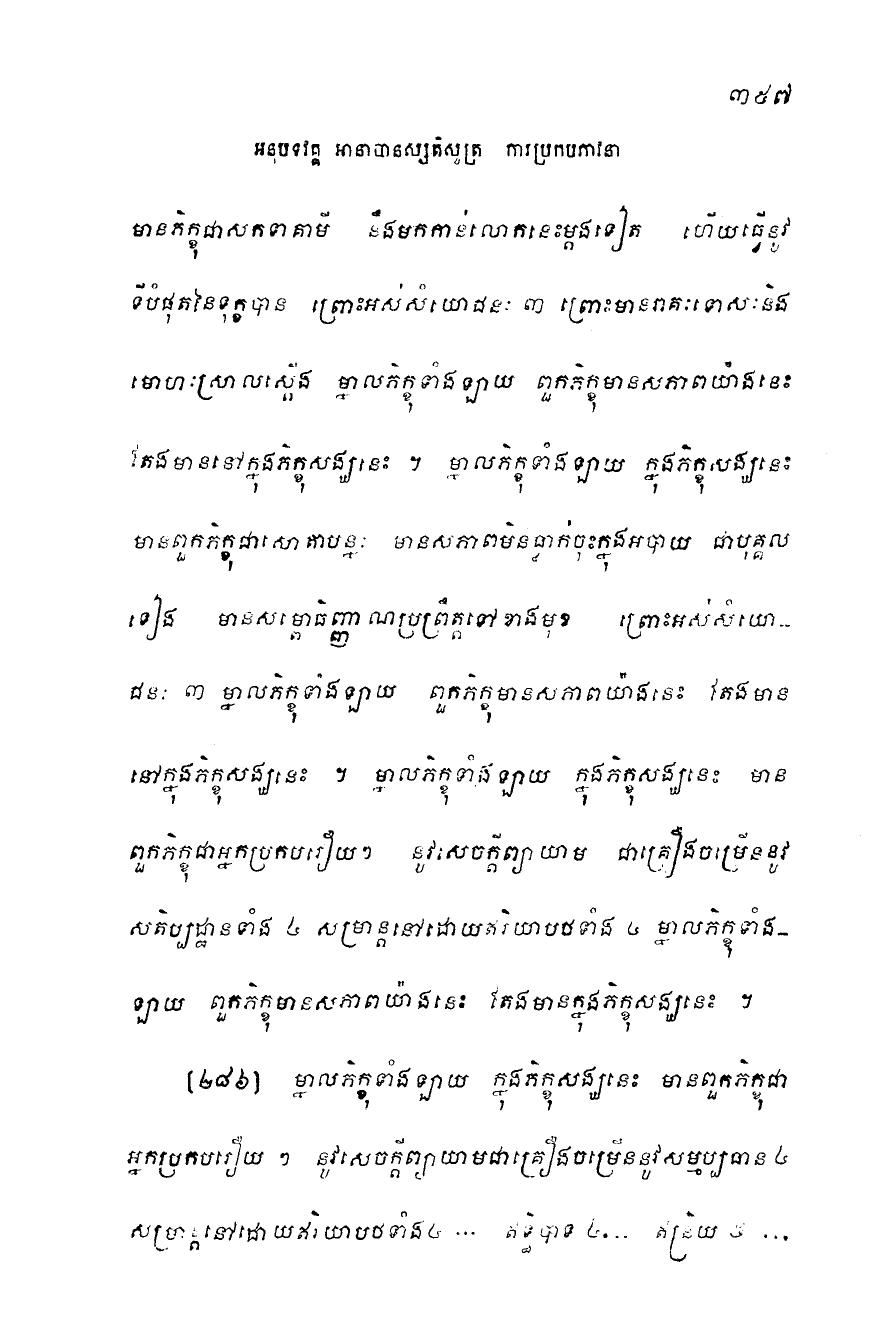 ៣៥៧
អនុបទវគ្គ អានាបានស្សតិសូត្រ ការប្រកបភាវនា
មានភិក្ខុជាសកទាគាមី នឹងមកកាន់លោកនេះម្តងទៀត ហើយធ្វើនូវ
ទីបំផុតនៃទុក្ខបាន ព្រោះអស់សំយោជនៈ ៣ ព្រោះមានរាគៈទោសៈនិង
មោហៈស្រាលស្តើង ម្នាលភិក្ខុទាំងឡាយ ពួកភិក្ខុមានសភាពយ៉ាងនេះ
តែងមាននៅក្នុងភិក្ខុសង្ឃនេះ ។ ម្នាលភិក្ខុទាំងឡាយ ក្នុងភិក្ខុសង្ឃនេះ
មានពួកភិក្ខុជាសោតាបន្នៈ មានសភាពមិនធ្លាក់ចុះក្នុងអបាយ ជាបុគ្គល
ទៀង មានសម្ពោធិញ្ញាណប្រព្រឹត្តទៅខាងមុខ ព្រោះអស់សំយោ-
ជនៈ ៣ ម្នាលភិក្ខុទាំងឡាយ ពួកភិក្ខុមានសភាពយ៉ាងនេះ តែងមាន
នៅក្នុងភិក្ខុសង្ឃនេះ ។ ម្នាលភិក្ខុទាំងឡាយ ក្នុងភិក្ខុសង្ឃនេះ មាន
ពួកភិក្ខុជាអ្នកប្រកបរឿយៗ នូវសេចក្តីព្យាយាម ជាគ្រឿងចម្រើននូវ
សតិប្បដ្ឋានទាំង ៤ សម្រាន្តនៅដោយឥរិយាបថទាំង ៤ ម្នាលភិក្ខុទាំង-
ឡាយ ពួកភិក្ខុមានសភាពយ៉ាងនេះ តែងមានក្នុងភិក្ខុសង្ឃនេះ ។
[២៨៦] ម្នាលភិក្ខុទាំងឡាយ ក្នុងភិក្ខុសង្ឃនេះ មានពួកភិក្ខុជា
អ្នកប្រកបរឿយ ៗ នូវសេចក្តីព្យាយាមជាគ្រឿងចម្រើននូវសម្មប្បធាន ៤
សម្រាន្តនៅដោយឥរិយាបថទាំង៤ ... ឥទ្ធិបាទ ៤... ឥន្រ្ទិយ ៥ ...